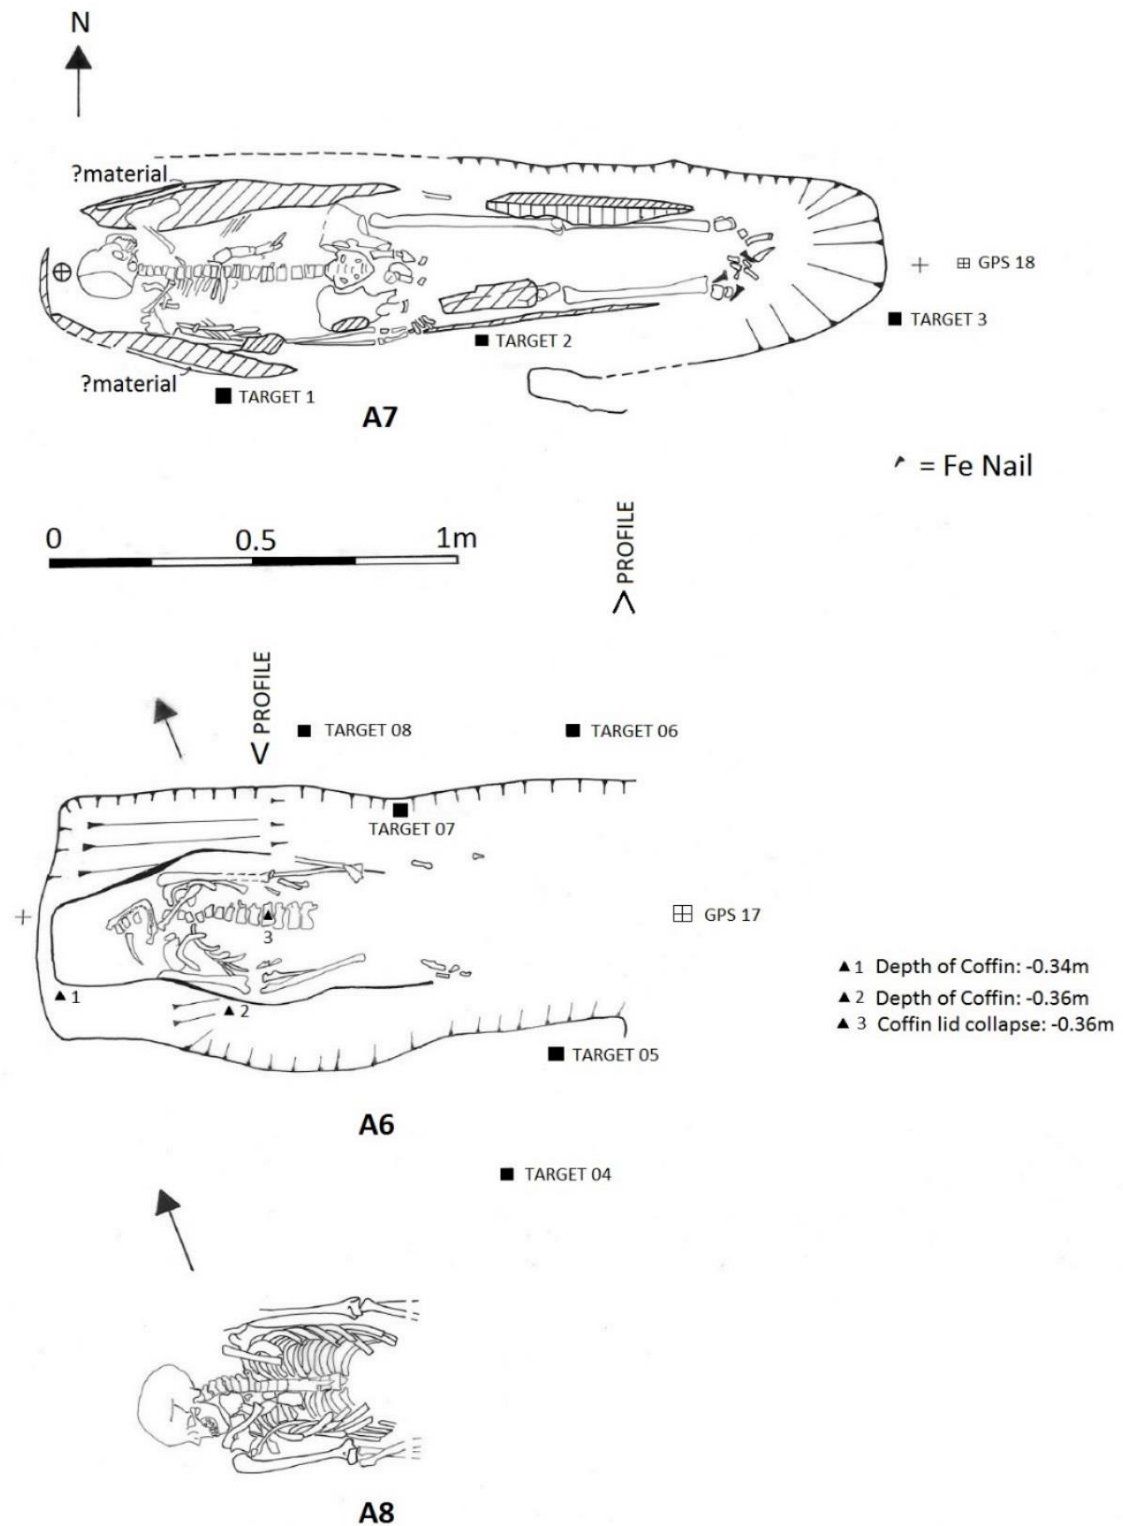 N
?material
GPS 18
TARGET 3
TARGET 2
?material
TARGET 1
A7
= Fe Nail
0 0.5 1m
PROFILE
PROFILE
TARGET 08
TARGET 06
TARGET 07
3
GPS 17
1
2
1 Depth of Coffin: -0.34m
2 Depth of Coffin: -0.36m
3 Coffin lid collapse: -0.36m
TARGET 05
A6
TARGET 04
A8